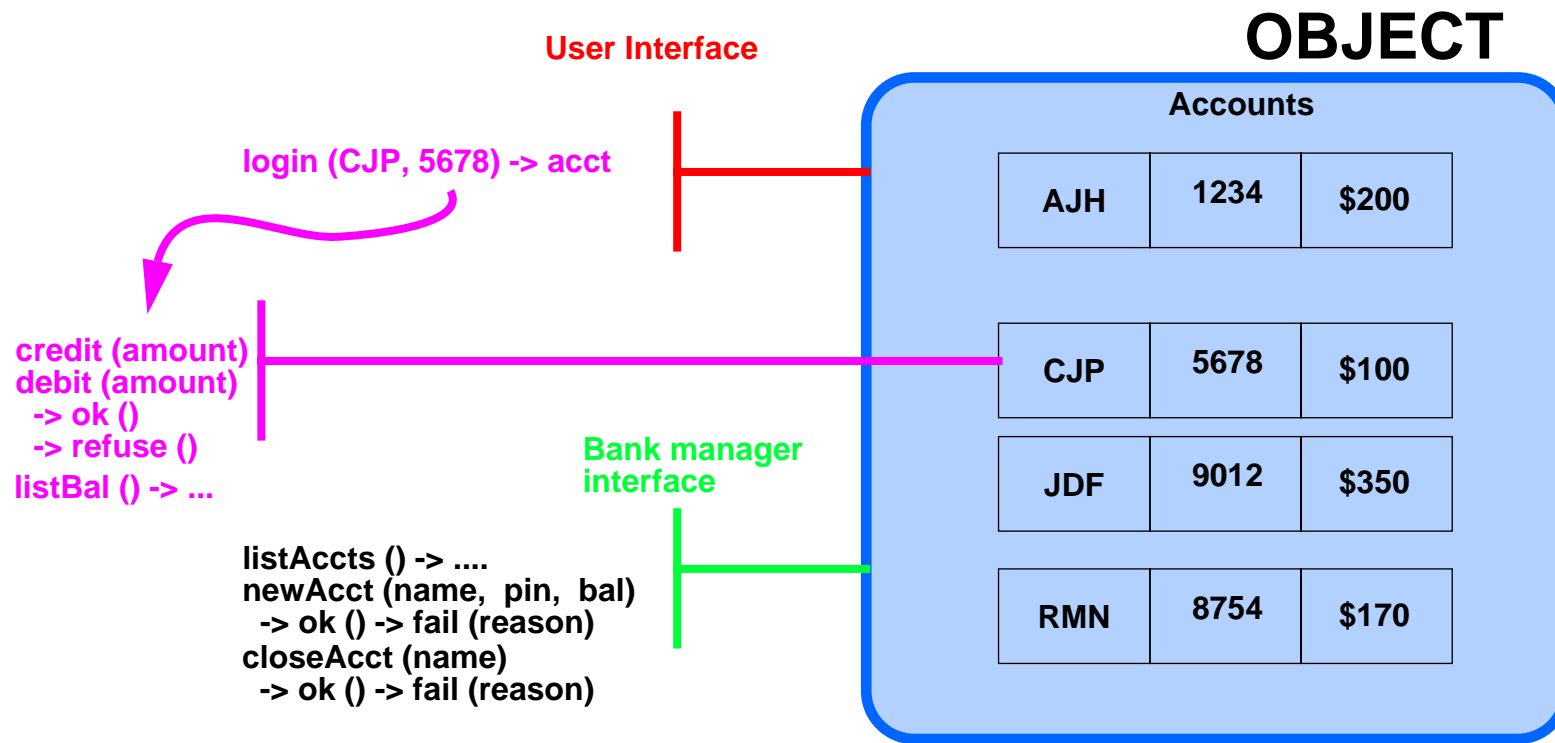 OBJECT
User Interface
Accounts
login (CJP, 5678) -> acct
AJH 1234 $200
credit (amount)
debit (amount)
-> ok ()
-> refuse ()
listBal () -> ...
CJP 5678 $100
Bank manager
interface
JDF 9012 $350
listAccts () -> ....
newAcct (name, pin, bal)
-> ok () -> fail (reason)
closeAcct (name)
-> ok () -> fail (reason)
RMN 8754 $170